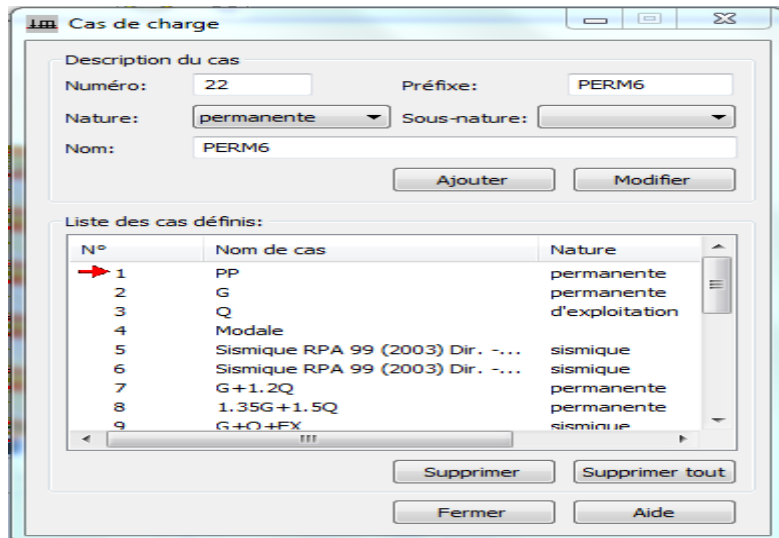 Cas de charge
Description du cas
Numéro: 22 Préfixe: PERM6
Nature: permanente Sous-nature:
Nom: PERM6
Ajouter Modifier
Liste des cas définis:
N° Nom de cas Nature
1 PP permanente
2 G permanente
3 Q d'exploitation
4 Modale
5 Sismique RPA 99 (2003) Dir. -... sismique
6 Sismique RPA 99 (2003) Dir. -... sismique
7 G+1.2Q permanente
8 1.35G+1.5Q permanente
9 G+Q+EX sismique
Supprimer Supprimer tout
Fermer Aide